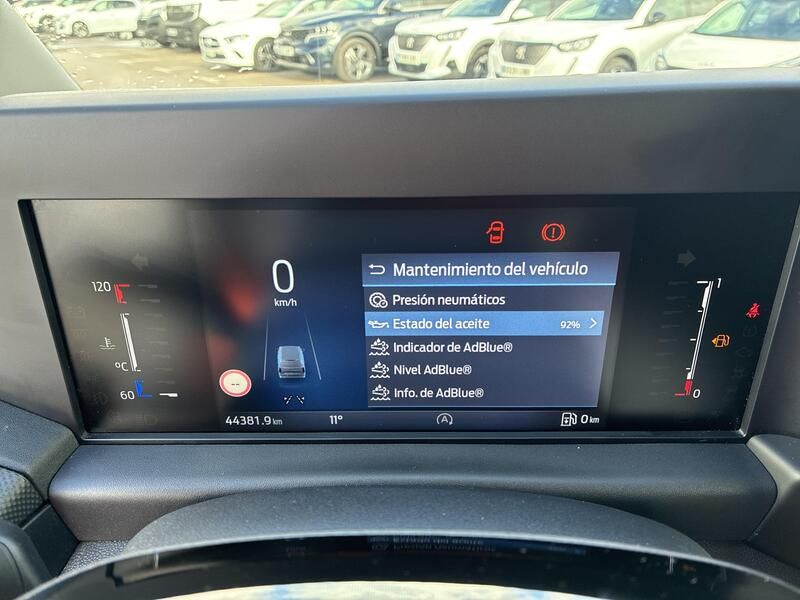 0
km/h
Mantenimiento del vehículo
Presión neumáticos
Estado del aceite 92%
Indicador de AdBlue®
Nivel AdBlue®
Info. de AdBlue®
120
ºC
60
1
0
--
44381.9 km
11°
A
0 km